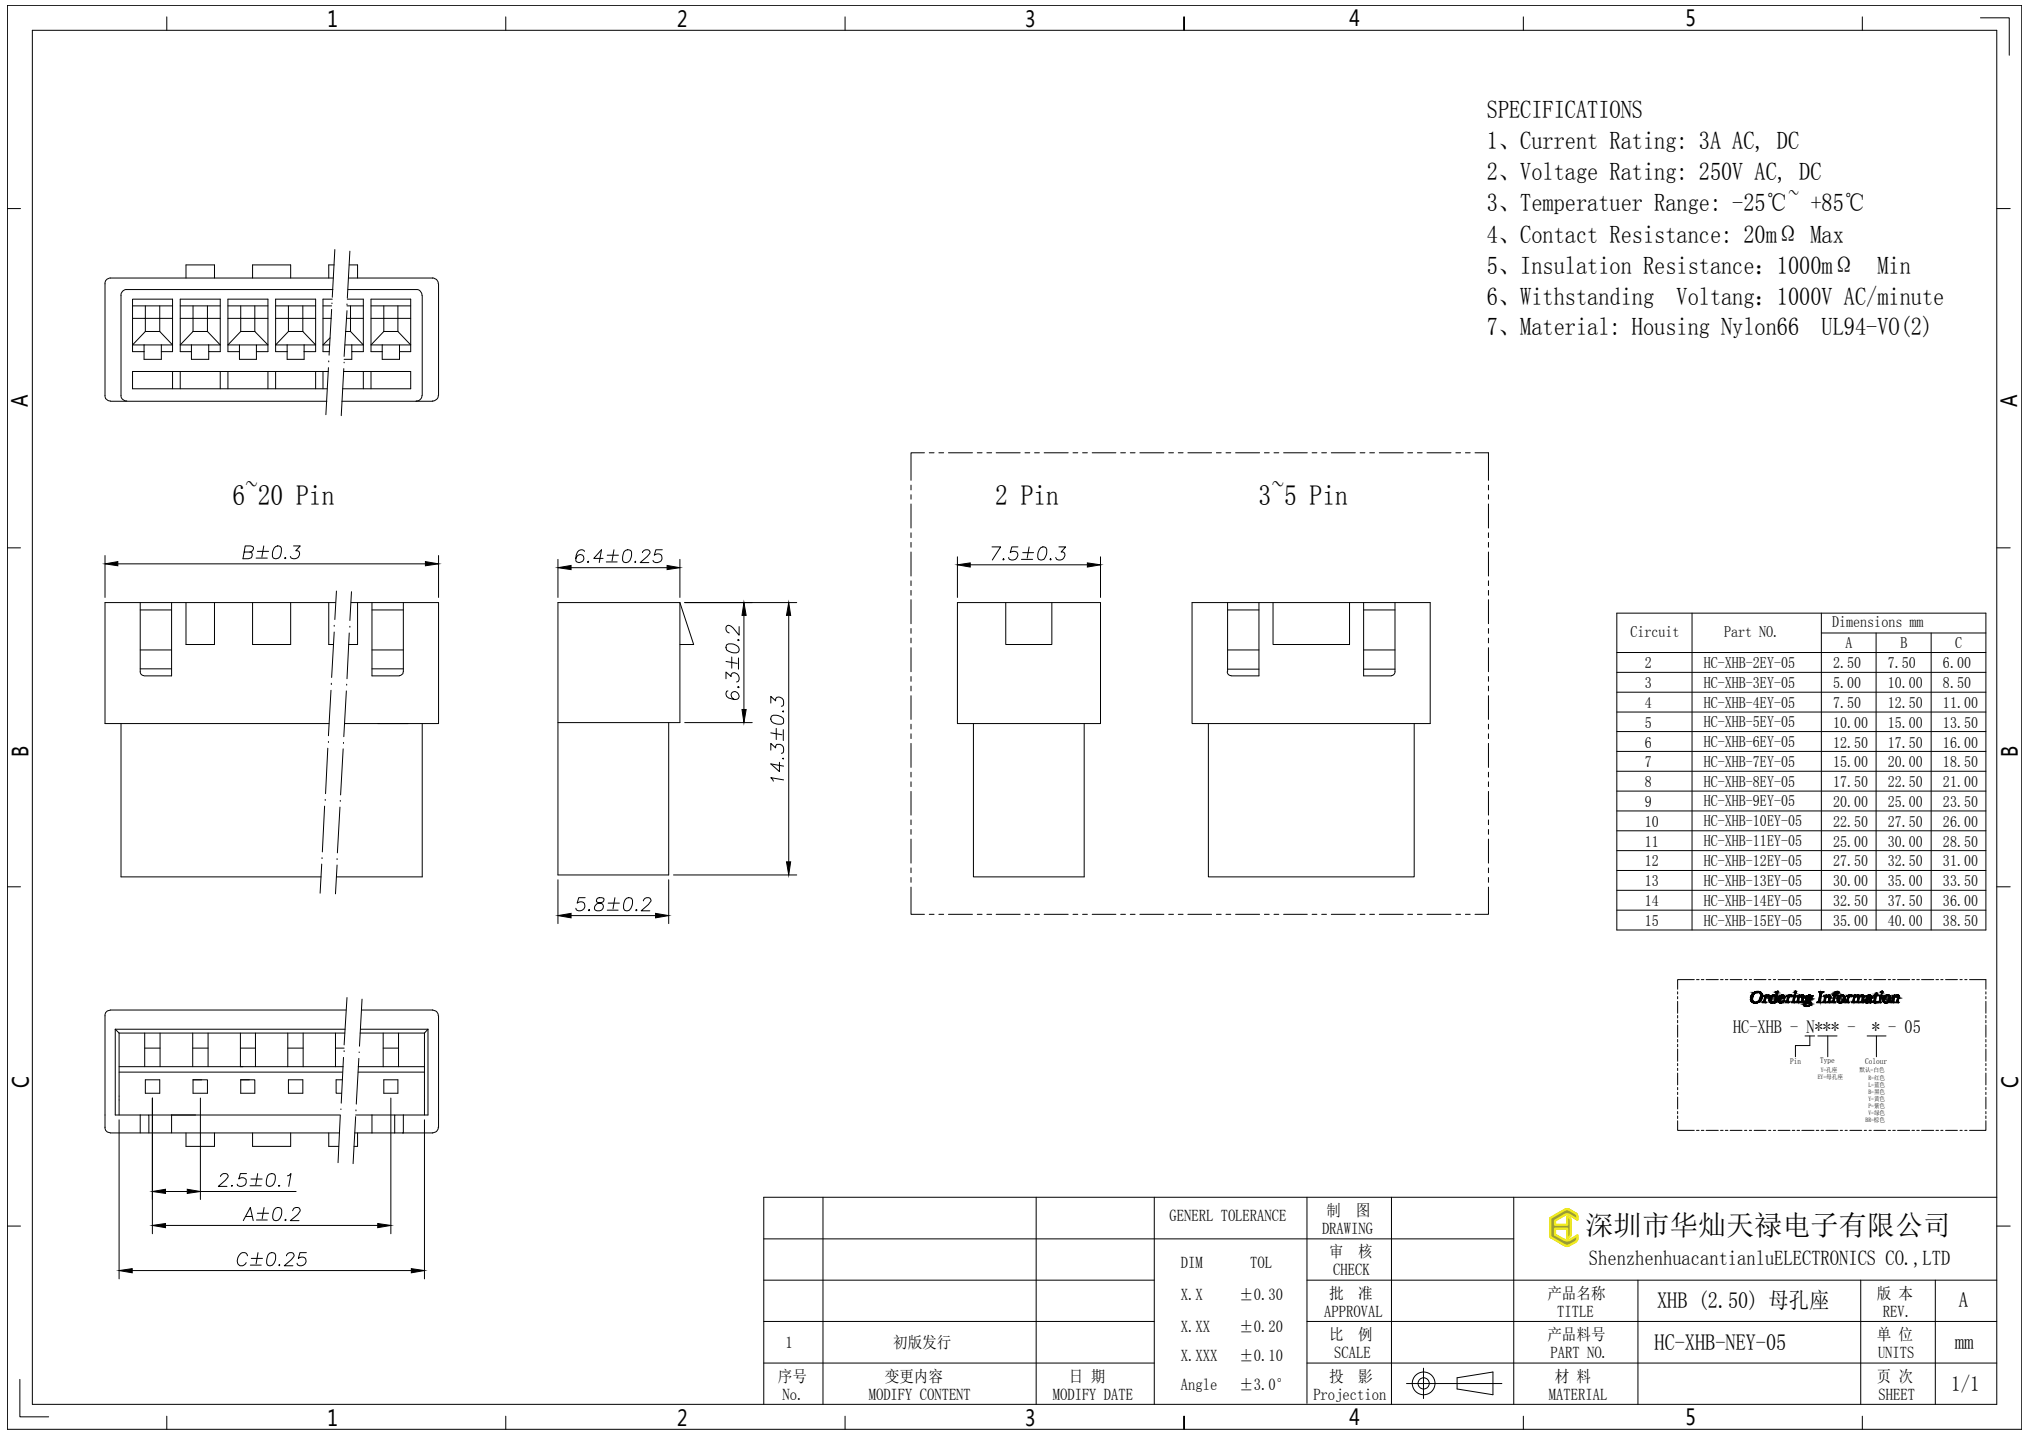 1 2 3 4 5
SPECIFICATIONS
1、Current Rating: 3A AC, DC
2、Voltage Rating: 250V AC, DC
3、Temperatuer Range: -25℃~ +85℃
4、Contact Resistance: 20mΩ Max
5、Insulation Resistance: 1000mΩ Min
6、Withstanding Voltang: 1000V AC/minute
7、Material: Housing Nylon66 UL94-V0(2)
A A
6~20 Pin
2 Pin
3~5 Pin
B±0.3
6.4±0.25
7.5±0.3
6.3±0.2
14.3±0.3
5.8±0.2
B B
Circuit Part NO. Dimensions mm
A B C
2 HC-XHB-2EY-05 2.50 7.50 6.00
3 HC-XHB-3EY-05 5.00 10.00 8.50
4 HC-XHB-4EY-05 7.50 12.50 11.00
5 HC-XHB-5EY-05 10.00 15.00 13.50
6 HC-XHB-6EY-05 12.50 17.50 16.00
7 HC-XHB-7EY-05 15.00 20.00 18.50
8 HC-XHB-8EY-05 17.50 22.50 21.00
9 HC-XHB-9EY-05 20.00 25.00 23.50
10 HC-XHB-10EY-05 22.50 27.50 26.00
11 HC-XHB-11EY-05 25.00 30.00 28.50
12 HC-XHB-12EY-05 27.50 32.50 31.00
13 HC-XHB-13EY-05 30.00 35.00 33.50
14 HC-XHB-14EY-05 32.50 37.50 36.00
15 HC-XHB-15EY-05 35.00 40.00 38.50
Ordering Information
HC-XHB - N*** - * - 05
Pin Type Colour
C C
2.5±0.1
A±0.2
C±0.25
GENERL TOLERANCE
DIM TOL
X.X ±0.30
X.XX ±0.20
X.XXX ±0.10
Angle ±3.0°
制 图
DRAWING
审 核
CHECK
批 准
APPROVAL
比 例
SCALE
投 影
Projection
深圳市华灿天禄电子有限公司
ShenzhenhuacantianluELECTRONICS CO.,LTD
产品名称
TITLE
XHB (2.50) 母孔座
版 本
REV.
A
产品料号
PART NO.
HC-XHB-NEY-05
单 位
UNITS
mm
材 料
MATERIAL
页 次
SHEET
1/1
1 初版发行
序号
No.
变更内容
MODIFY CONTENT
日 期
MODIFY DATE
1 2 3 4 5